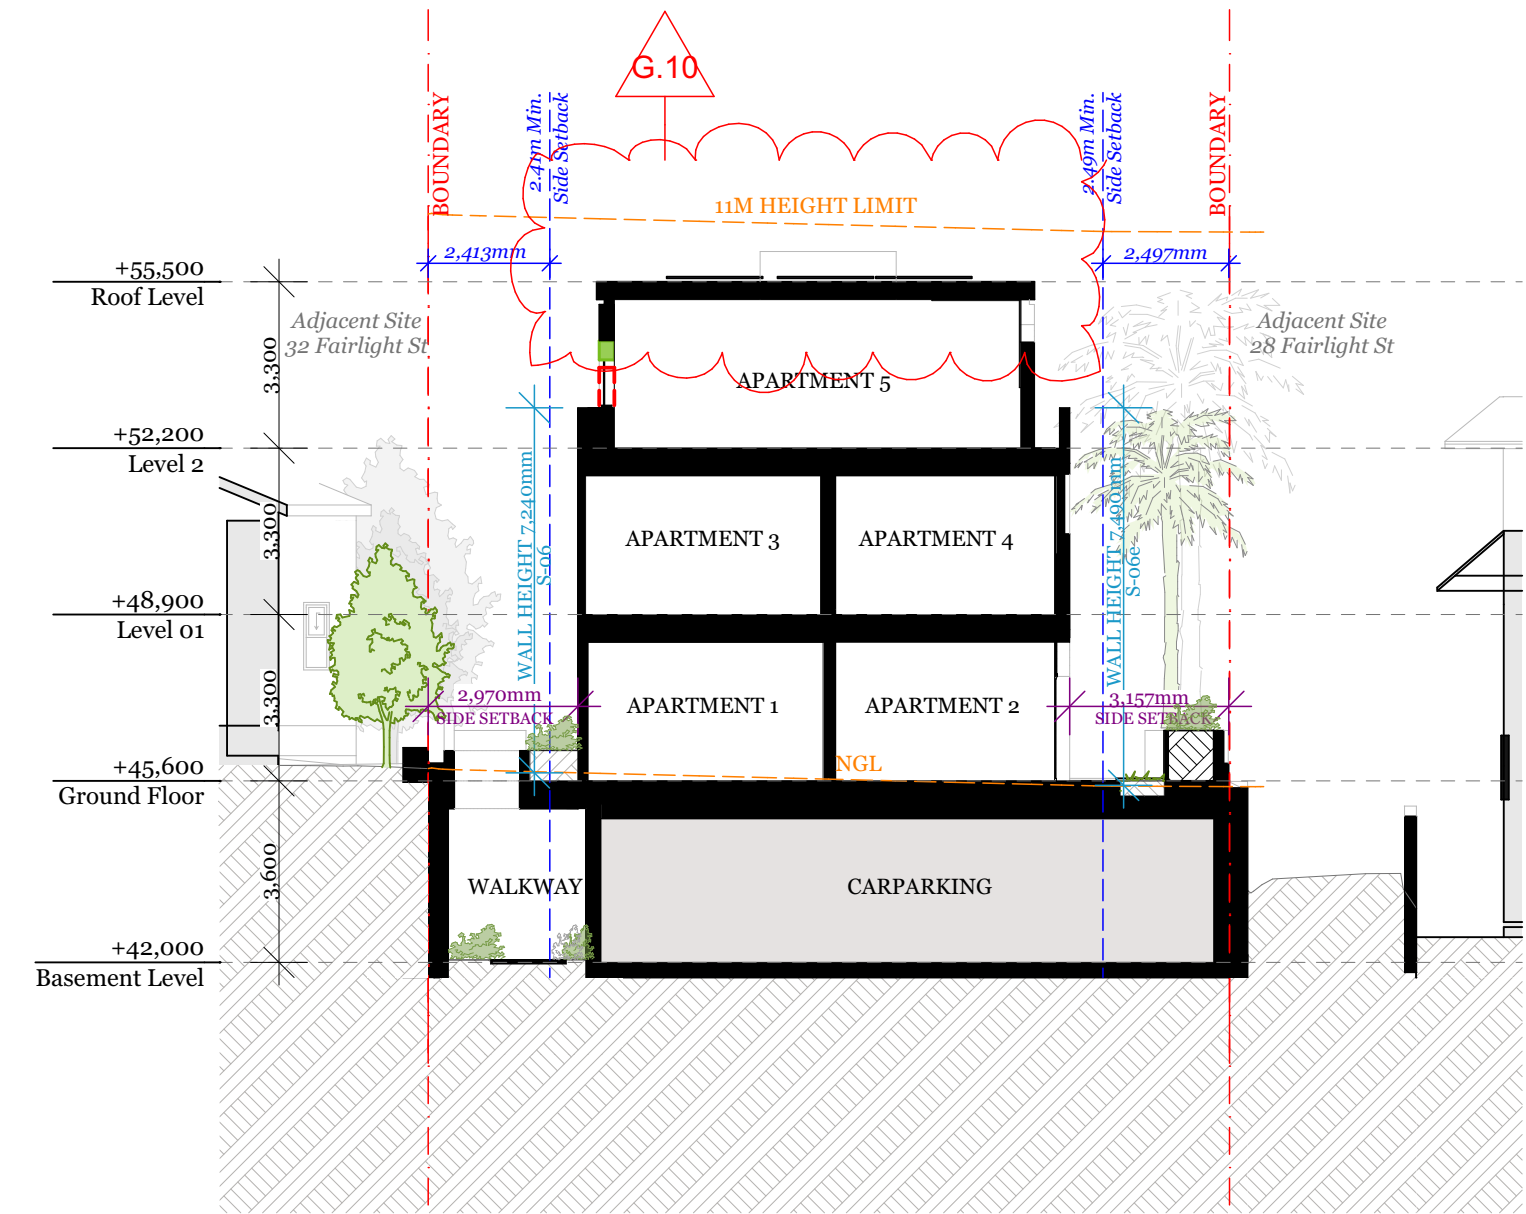 G.10
BOUNDARY
2.41m Min.
Side Setback
2.49m Min.
Side Setback
BOUNDARY
11M HEIGHT LIMIT
2,413mm
2,497mm
+55,500
Roof Level
Adjacent Site
32 Fairlight St
Adjacent Site
28 Fairlight St
3,300
APARTMENT 5
+52,200
Level 2
3,300
WALL HEIGHT 7,240mm
S-06
APARTMENT 3
APARTMENT 4
WALL HEIGHT 7,490mm
S-06e
+48,900
Level 01
3,300
2,970mm
SIDE SETBACK
APARTMENT 1
APARTMENT 2
3,157mm
SIDE SETBACK
NGL
+45,600
Ground Floor
3,600
WALKWAY
CARPARKING
+42,000
Basement Level